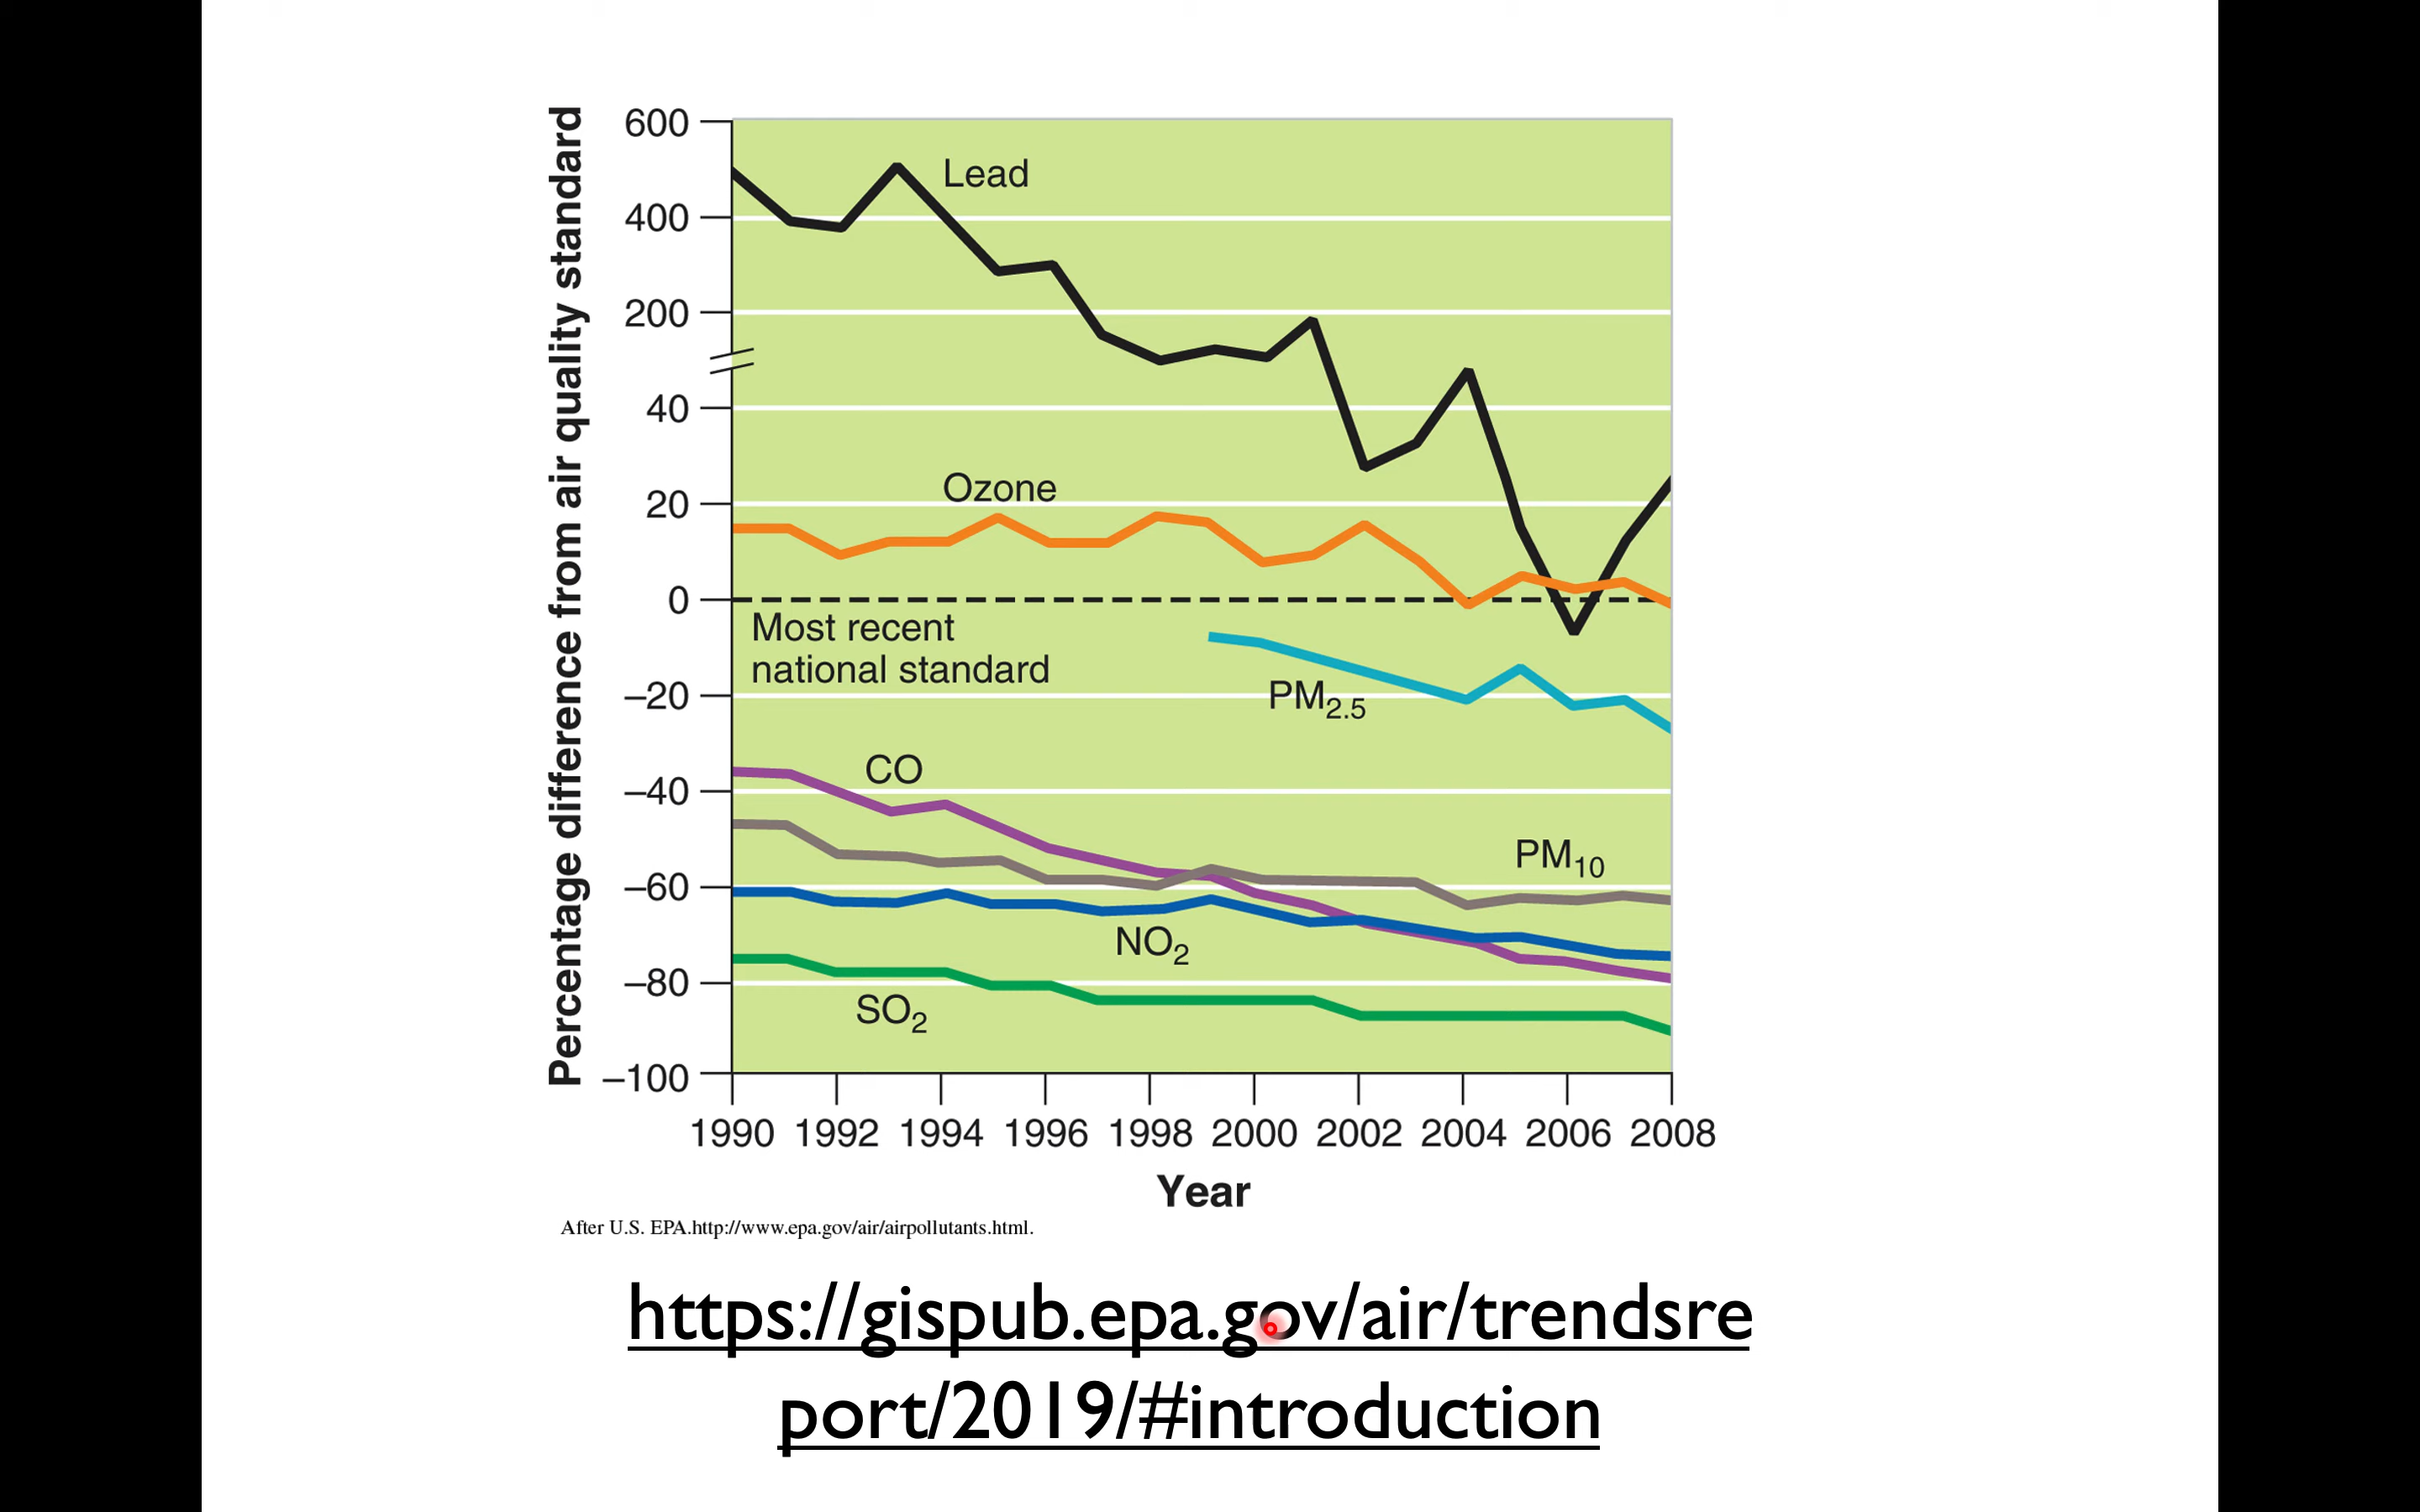 Percentage difference from air quality standard
600
400
200
40
20
0
–20
–40
–60
–80
–100
Lead
Ozone
Most recent
national standard
PM2.5
CO
PM10
NO2
SO2
1990 1992 1994 1996 1998 2000 2002 2004 2006 2008
Year
After U.S. EPA.http://www.epa.gov/air/airpollutants.html.
https://gispub.epa.gov/air/trendsre
port/2019/#introduction